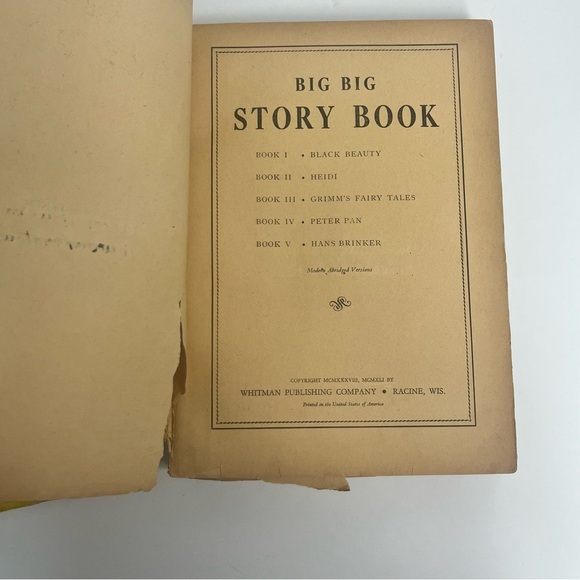 BIG BIG
STORY BOOK
BOOK I • BLACK BEAUTY
BOOK II • HEIDI
BOOK III • GRIMM'S FAIRY TALES
BOOK IV • PETER PAN
BOOK V • HANS BRINKER
Modern Abridged Versions
COPYRIGHT MCMXXXVIII, MCMXLI BY
WHITMAN PUBLISHING COMPANY • RACINE, WIS.
Printed in the United States of America